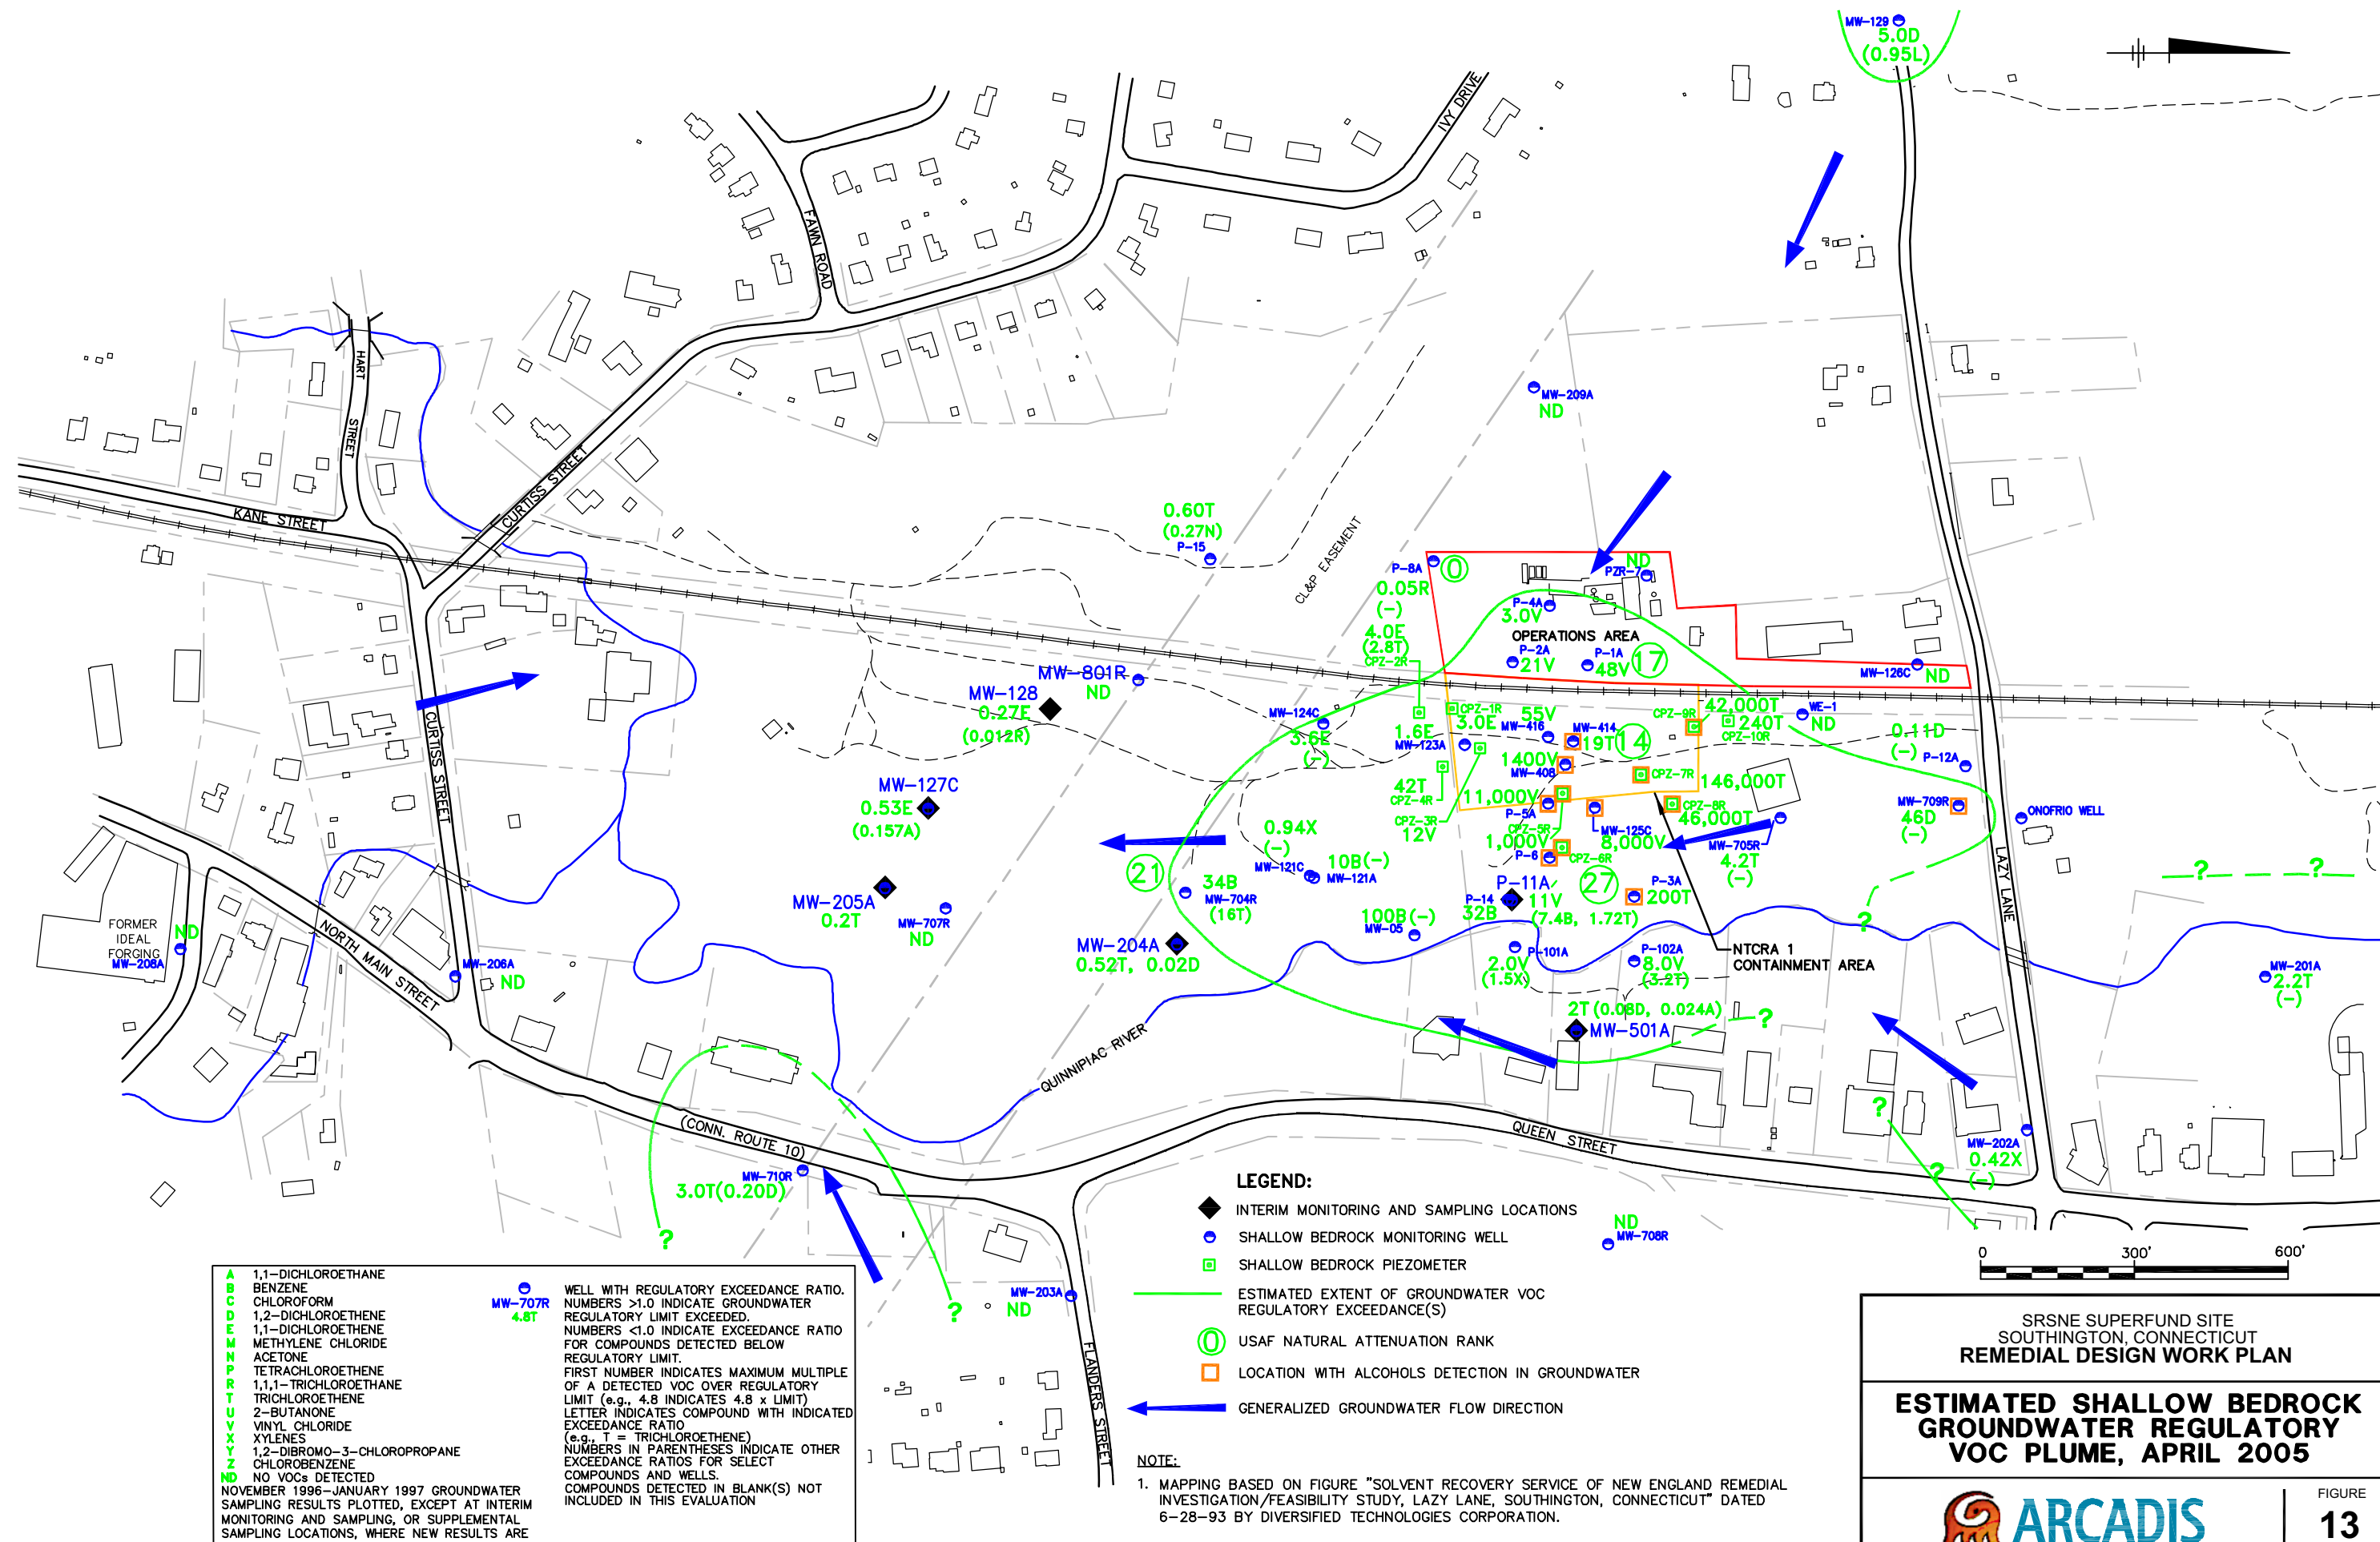 MW-129
5.0D
(0.95L)
IVY DRIVE
FAWN ROAD
HART
STREET
MW-209A
ND
KANE STREET
CURTISS STREET
0.60T
(0.27N)
P-15
CL&P EASEMENT
P-8A
0
0.05R
(-)
4.0E
(2.8T)
CPZ-2R
ND
PZR-7
P-4A
3.0V
OPERATIONS AREA
P-2A
21V
P-1A
48V
17
MW-126C
ND
MW-801R
ND
MW-128
0.27E
(0.012R)
MW-124C
3.6E
(-)
1.6E
CPZ-1R
3.0E
55V
MW-416
MW-414
19T
14
CPZ-9R
42,000T
240T
CPZ-10R
WE-1
ND
0.11D
(-)
P-12A
MW-123A
1400V
MW-408
CPZ-7R
146,000T
42T
CPZ-4R
11,000V
P-5A
CPZ-3R
12V
CPZ-5R
1,000V
P-6
CPZ-6R
MW-125C
8,000V
CPZ-8R
46,000T
MW-705R
4.2T
(-)
MW-709R
46D
(-)
ONOFRIO WELL
LAZY LANE
MW-127C
0.53E
(0.157A)
CURTISS STREET
0.94X
(-)
MW-121C
10B(-)
MW-121A
21
34B
MW-704R
(16T)
P-11A
P-14
11V
32B
(7.4B, 1.72T)
27
P-3A
200T
? ?
?
MW-205A
0.2T
MW-707R
ND
100B(-)
MW-05
MW-204A
0.52T, 0.02D
P-101A
2.0V
(1.5X)
P-102A
8.0V
(3.2T)
NTCRA 1
CONTAINMENT AREA
MW-201A
2.2T
(-)
FORMER
IDEAL
FORGING
ND
MW-208A
NORTH MAIN STREET
MW-206A
ND
2T(0.08D, 0.024A)
MW-501A
?
QUINNIPIAC RIVER
(CONN. ROUTE 10)
QUEEN STREET
?
?
MW-202A
0.42X
(-)
MW-710R
3.0T(0.20D)
?
?
MW-203A
ND
FLANDERS STREET
ND
MW-708R
0 300' 600'
LEGEND:
INTERIM MONITORING AND SAMPLING LOCATIONS
SHALLOW BEDROCK MONITORING WELL
SHALLOW BEDROCK PIEZOMETER
ESTIMATED EXTENT OF GROUNDWATER VOC
REGULATORY EXCEEDANCE(S)
0 USAF NATURAL ATTENUATION RANK
LOCATION WITH ALCOHOLS DETECTION IN GROUNDWATER
GENERALIZED GROUNDWATER FLOW DIRECTION
NOTE:
1. MAPPING BASED ON FIGURE "SOLVENT RECOVERY SERVICE OF NEW ENGLAND REMEDIAL
INVESTIGATION/FEASIBILITY STUDY, LAZY LANE, SOUTHINGTON, CONNECTICUT" DATED
6-28-93 BY DIVERSIFIED TECHNOLOGIES CORPORATION.
A 1,1-DICHLOROETHANE
B BENZENE
C CHLOROFORM
D 1,2-DICHLOROETHENE
E 1,1-DICHLOROETHENE
M METHYLENE CHLORIDE
N ACETONE
P TETRACHLOROETHENE
R 1,1,1-TRICHLOROETHANE
T TRICHLOROETHENE
U 2-BUTANONE
V VINYL CHLORIDE
X XYLENES
Y 1,2-DIBROMO-3-CHLOROPROPANE
Z CHLOROBENZENE
ND NO VOCs DETECTED
NOVEMBER 1996-JANUARY 1997 GROUNDWATER
SAMPLING RESULTS PLOTTED, EXCEPT AT INTERIM
MONITORING AND SAMPLING, OR SUPPLEMENTAL
SAMPLING LOCATIONS, WHERE NEW RESULTS ARE
MW-707R
4.8T
WELL WITH REGULATORY EXCEEDANCE RATIO.
NUMBERS >1.0 INDICATE GROUNDWATER
REGULATORY LIMIT EXCEEDED.
NUMBERS <1.0 INDICATE EXCEEDANCE RATIO
FOR COMPOUNDS DETECTED BELOW
REGULATORY LIMIT.
FIRST NUMBER INDICATES MAXIMUM MULTIPLE
OF A DETECTED VOC OVER REGULATORY
LIMIT (e.g., 4.8 INDICATES 4.8 x LIMIT)
LETTER INDICATES COMPOUND WITH INDICATED
EXCEEDANCE RATIO
(e.g., T = TRICHLOROETHENE)
NUMBERS IN PARENTHESES INDICATE OTHER
EXCEEDANCE RATIOS FOR SELECT
COMPOUNDS AND WELLS.
COMPOUNDS DETECTED IN BLANK(S) NOT
INCLUDED IN THIS EVALUATION
SRSNE SUPERFUND SITE
SOUTHINGTON, CONNECTICUT
REMEDIAL DESIGN WORK PLAN
ESTIMATED SHALLOW BEDROCK
GROUNDWATER REGULATORY
VOC PLUME, APRIL 2005
ARCADIS
FIGURE
13